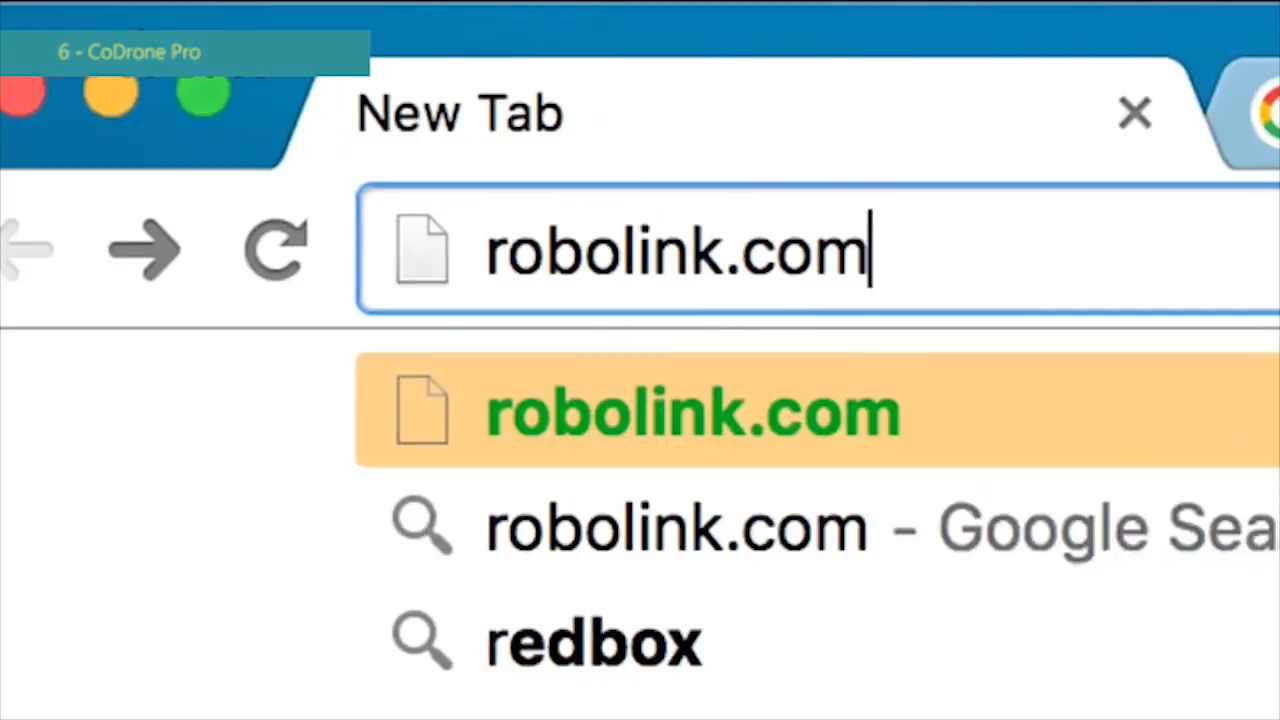 6 - CoDrone Pro
New Tab
robolink.com
robolink.com
robolink.com - Google Sea
redbox